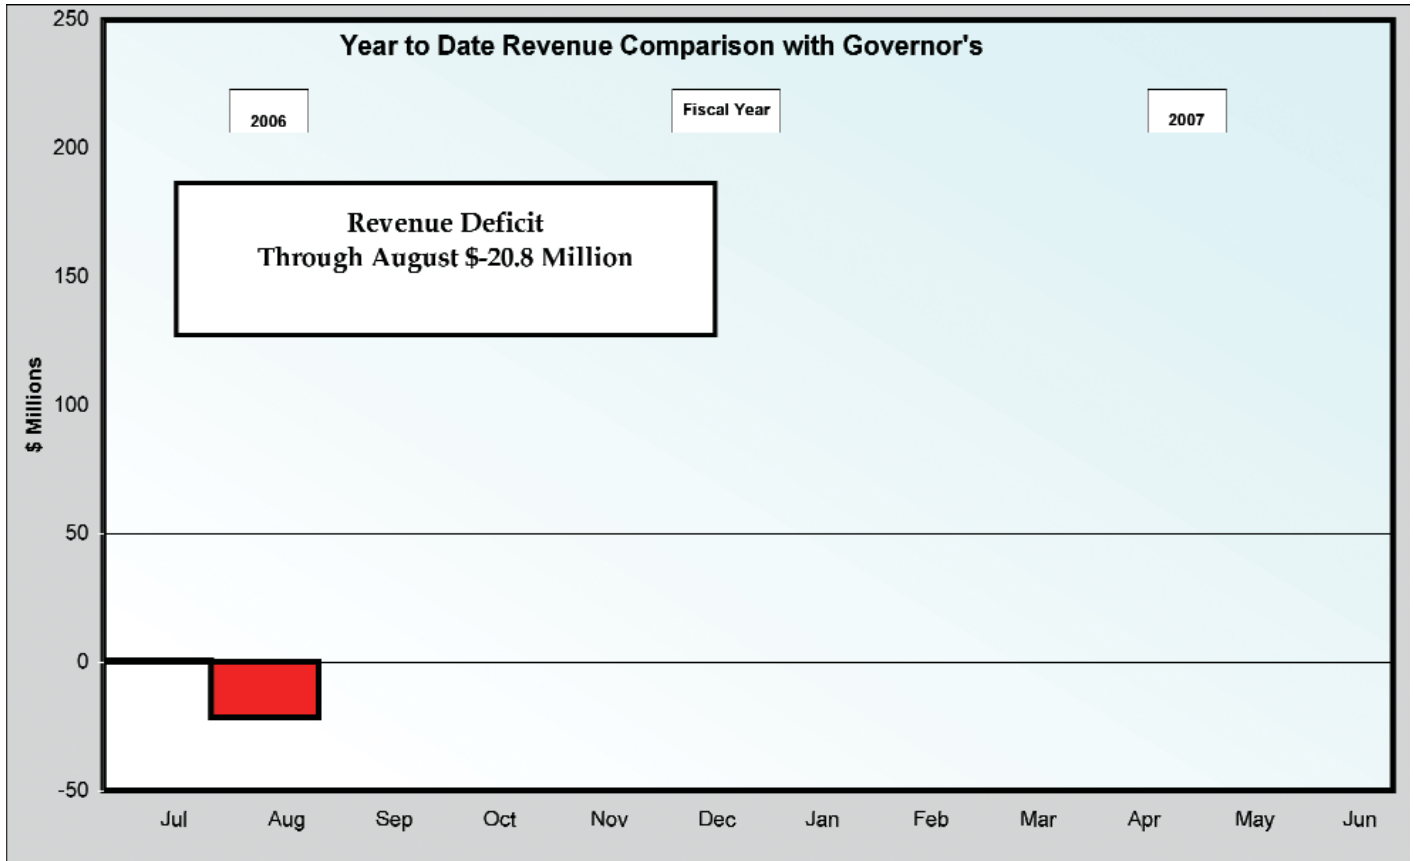 Year to Date Revenue Comparison with Governor's
2006
Fiscal Year
2007
Revenue Deficit
Through August $-20.8 Million
$ Millions
250
200
150
100
50
0
-50
Jul Aug Sep Oct Nov Dec Jan Feb Mar Apr May Jun